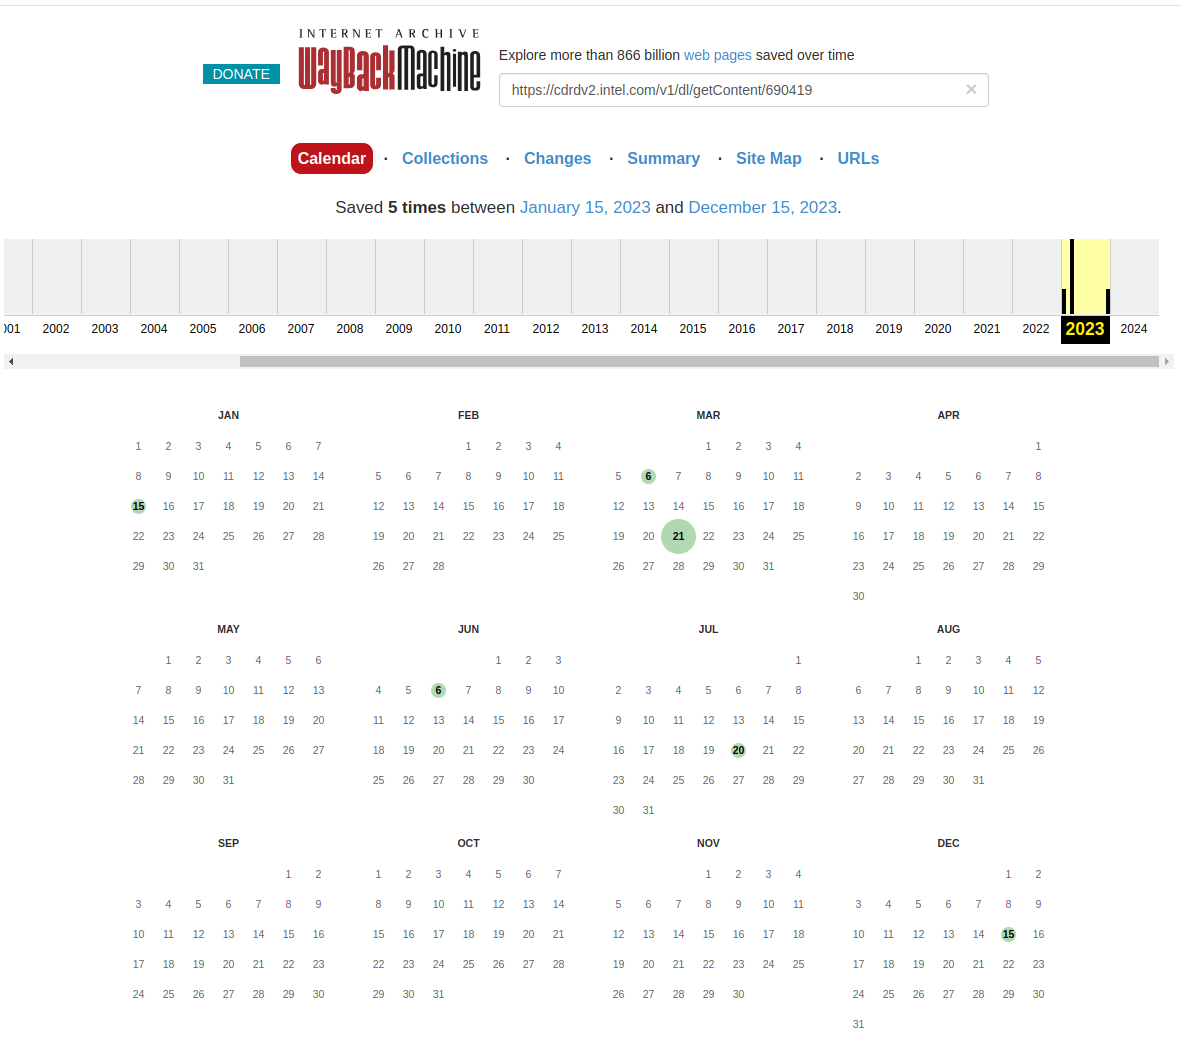 INTERNET ARCHIVE
WayBackMachine
DONATE
Explore more than 866 billion web pages saved over time
https://cdrdv2.intel.com/v1/dl/getContent/690419 ×
Calendar · Collections · Changes · Summary · Site Map · URLs
Saved 5 times between January 15, 2023 and December 15, 2023.
2002 2003 2004 2005 2006 2007 2008 2009 2010 2011 2012 2013 2014 2015 2016 2017 2018 2019 2020 2021 2022 2023 2024
JAN
1 2 3 4 5 6 7
8 9 10 11 12 13 14
15 16 17 18 19 20 21
22 23 24 25 26 27 28
29 30 31
FEB
1 2 3 4
5 6 7 8 9 10 11
12 13 14 15 16 17 18
19 20 21 22 23 24 25
26 27 28
MAR
1 2 3 4
5 6 7 8 9 10 11
12 13 14 15 16 17 18
19 20 21 22 23 24 25
26 27 28 29 30 31
APR
1
2 3 4 5 6 7 8
9 10 11 12 13 14 15
16 17 18 19 20 21 22
23 24 25 26 27 28 29
30
MAY
1 2 3 4 5 6
7 8 9 10 11 12 13
14 15 16 17 18 19 20
21 22 23 24 25 26 27
28 29 30 31
JUN
1 2 3
4 5 6 7 8 9 10
11 12 13 14 15 16 17
18 19 20 21 22 23 24
25 26 27 28 29 30
JUL
1
2 3 4 5 6 7 8
9 10 11 12 13 14 15
16 17 18 19 20 21 22
23 24 25 26 27 28 29
30 31
AUG
1 2 3 4 5
6 7 8 9 10 11 12
13 14 15 16 17 18 19
20 21 22 23 24 25 26
27 28 29 30 31
SEP
1 2
3 4 5 6 7 8 9
10 11 12 13 14 15 16
17 18 19 20 21 22 23
24 25 26 27 28 29 30
OCT
1 2 3 4 5 6 7
8 9 10 11 12 13 14
15 16 17 18 19 20 21
22 23 24 25 26 27 28
29 30 31
NOV
1 2 3 4
5 6 7 8 9 10 11
12 13 14 15 16 17 18
19 20 21 22 23 24 25
26 27 28 29 30
DEC
1 2
3 4 5 6 7 8 9
10 11 12 13 14 15 16
17 18 19 20 21 22 23
24 25 26 27 28 29 30
31